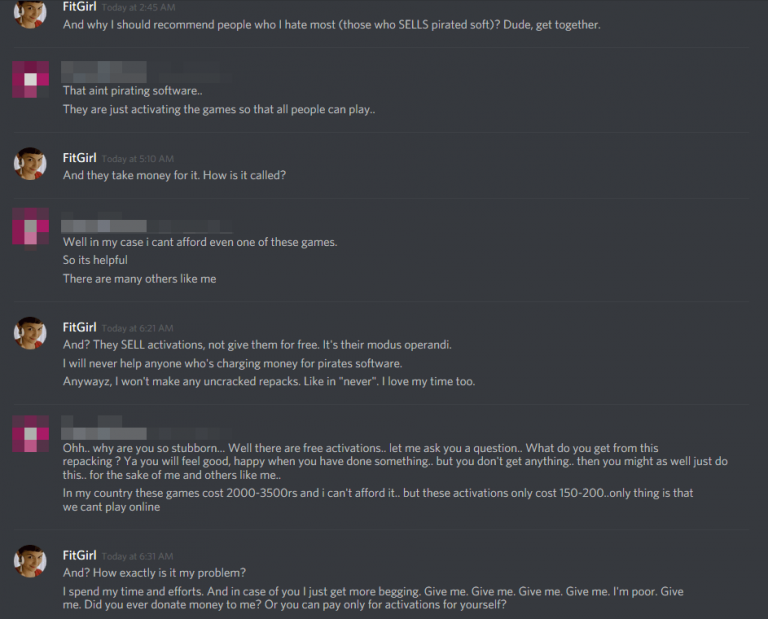 FitGirl Today at 2:45 AM
And why I should recommend people who I hate most (those who SELLS pirated soft)? Dude, get together.
That aint pirating software..
They are just activating the games so that all people can play..
FitGirl Today at 5:10 AM
And they take money for it. How is it called?
Well in my case i cant afford even one of these games.
So its helpful
There are many others like me
FitGirl Today at 6:21 AM
And? They SELL activations, not give them for free. It's their modus operandi.
I will never help anyone who's charging money for pirates software.
Anywayz, I won't make any uncracked repacks. Like in "never". I love my time too.
Ohh.. why are you so stubborn... Well there are free activations.. let me ask you a question.. What do you get from this
repacking ? Ya you will feel good, happy when you have done something.. but you don't get anything.. then you might as well just do
this.. for the sake of me and others like me..
In my country these games cost 2000-3500rs and i can't afford it.. but these activations only cost 150-200..only thing is that
we cant play online
FitGirl Today at 6:31 AM
And? How exactly is it my problem?
I spend my time and efforts. And in case of you I just get more begging. Give me. Give me. Give me. Give me. I'm poor. Give
me. Did you ever donate money to me? Or you can pay only for activations for yourself?